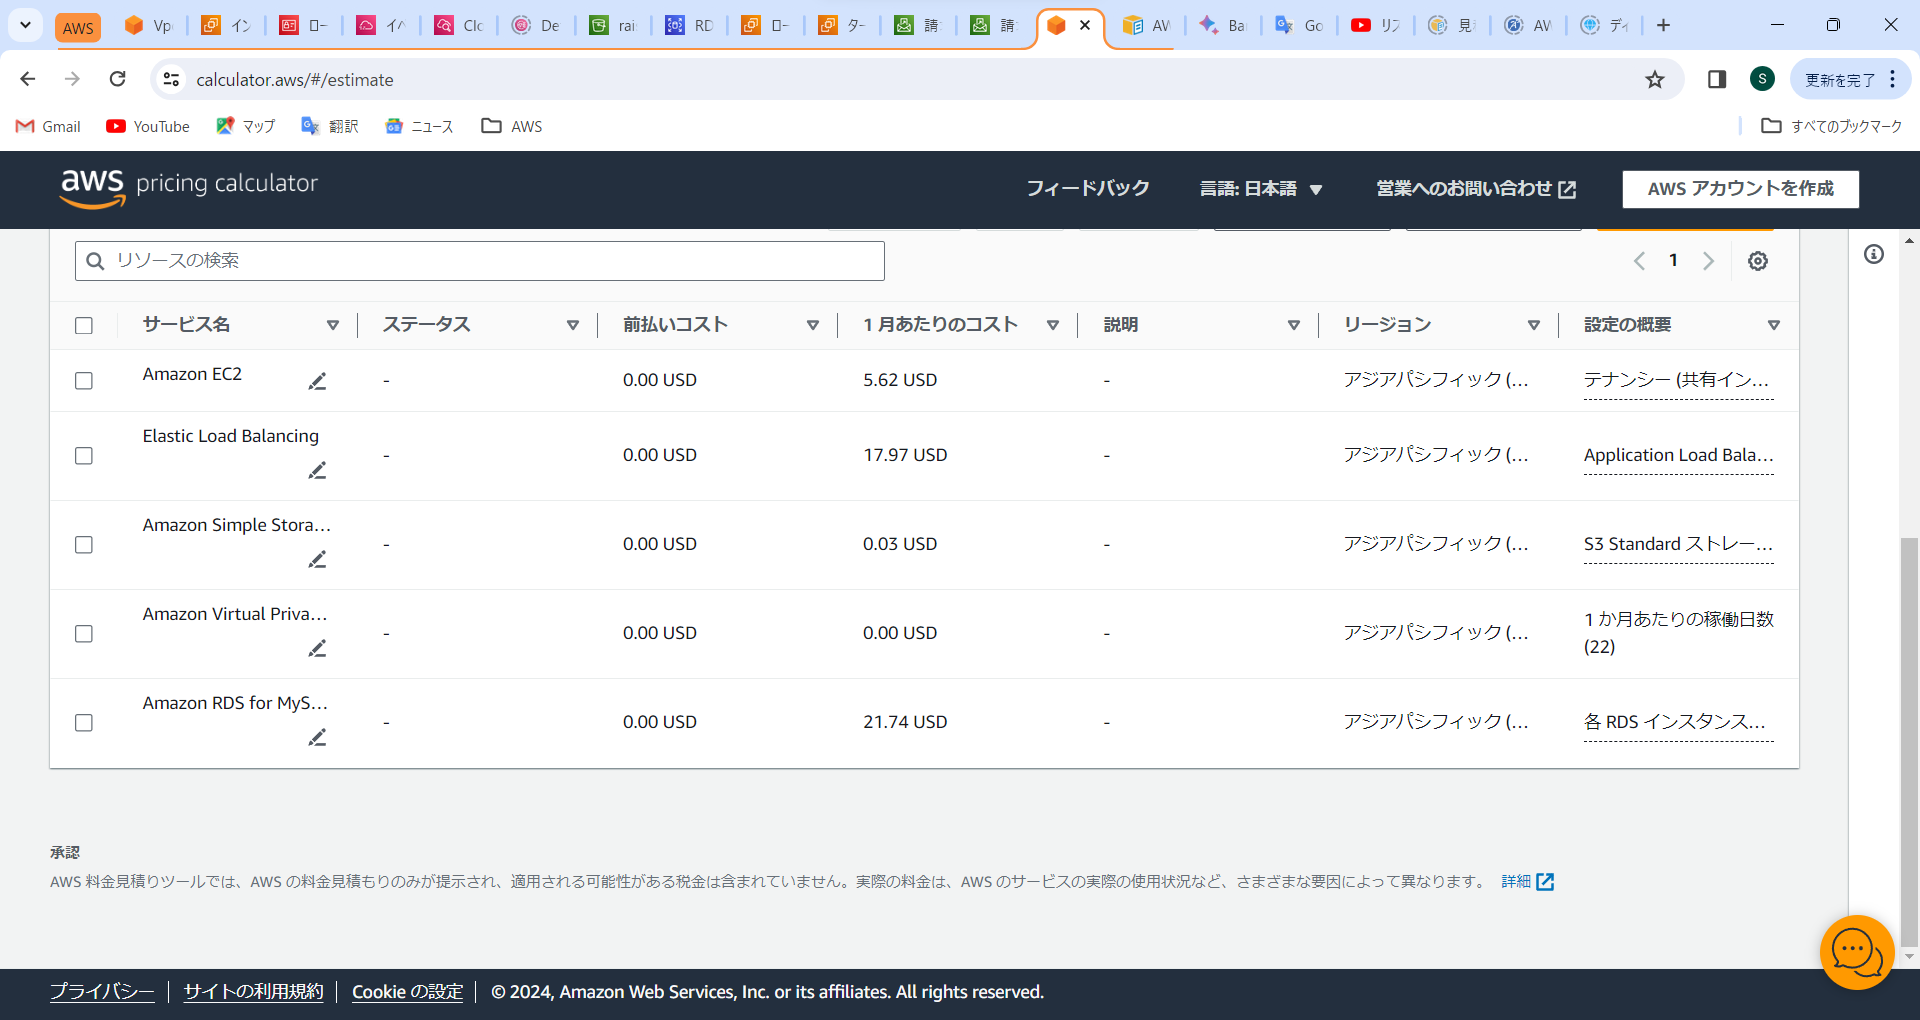 AWS Vp イン ロー イベ Clo De rais RD ロー ター 請 請 AW Ba Go リフ 見 AW ディ
calculator.aws/#/estimate S 更新を完了
Gmail YouTube マップ 翻訳 ニュース AWS すべてのブックマーク
aws pricing calculator フィードバック 言語: 日本語 営業へのお問い合わせ AWS アカウントを作成
リソースの検索 1
サービス名 ステータス 前払いコスト 1 月あたりのコスト 説明 リージョン 設定の概要
Amazon EC2 - 0.00 USD 5.62 USD - アジアパシフィック (... テナンシー (共有イン...
Elastic Load Balancing - 0.00 USD 17.97 USD - アジアパシフィック (... Application Load Bala...
Amazon Simple Stora... - 0.00 USD 0.03 USD - アジアパシフィック (... S3 Standard ストレー...
Amazon Virtual Priva... - 0.00 USD 0.00 USD - アジアパシフィック (... 1 か月あたりの稼働日数
(22)
Amazon RDS for MyS... - 0.00 USD 21.74 USD - アジアパシフィック (... 各 RDS インスタンス...
承認
AWS 料金見積りツールでは、AWS の料金見積もりのみが提示され、適用される可能性がある税金は含まれていません。実際の料金は、AWS のサービスの実際の使用状況など、さまざまな要因によって異なります。 詳細
プライバシー サイトの利用規約 Cookie の設定 © 2024, Amazon Web Services, Inc. or its affiliates. All rights reserved.